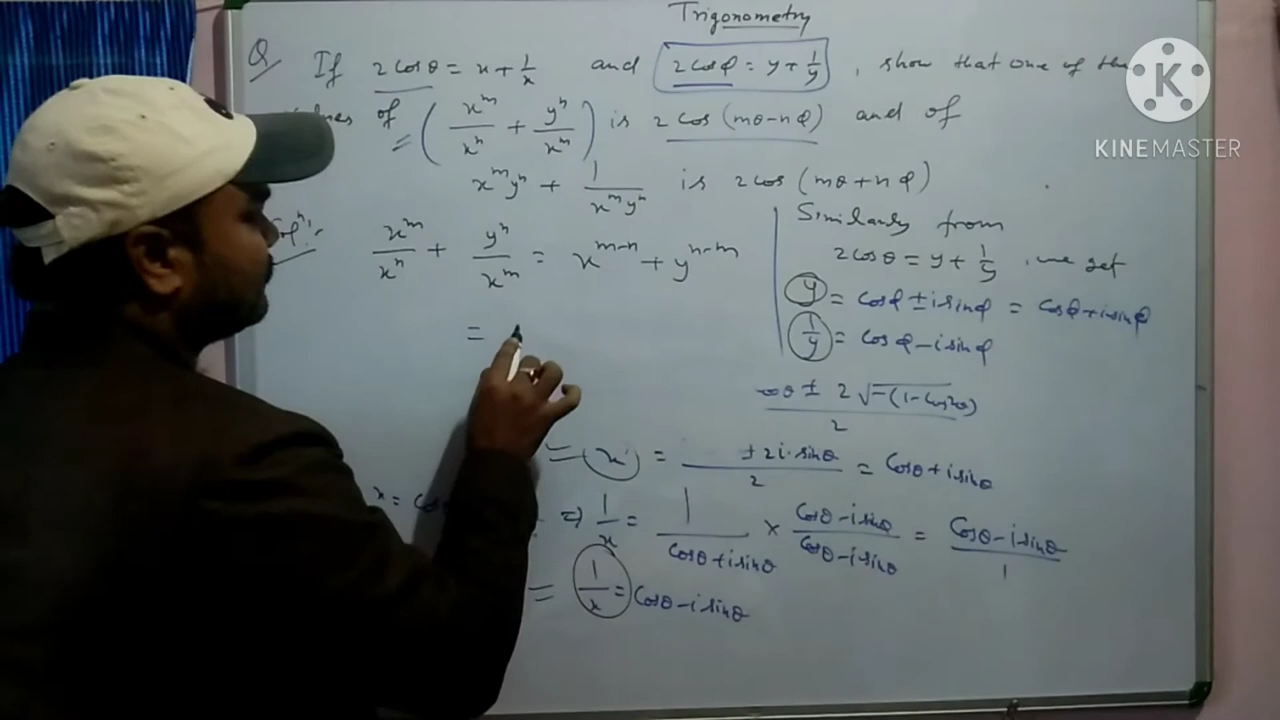 Trigonometry
Q If 2cosθ = x + 1/x and 2cosφ = y + 1/y, show that one of the
of (x^m/x^n + y^n/x^m) is 2cos(mθ-nφ) and of
x^m y^n + 1/(x^m y^n) is 2cos(mθ+nφ)
x^m/x^n + y^n/x^m = x^(m-n) + y^(n-m)
=
Similarly from
2cosθ = y + 1/y, we get
y = cosφ ± i sinφ = cosφ + i sinφ
1/y = cosφ - i sinφ
± 2√-(1-cos²θ) / 2
= x = ± 2i·sinθ / 2 = cosθ + i sinθ
x = cos
⇒ 1/x = 1/(cosθ + i sinθ) × (cosθ - i sinθ)/(cosθ - i sinθ) = (cosθ - i sinθ)/1
= 1/x = cosθ - i sinθ
KINEMASTER